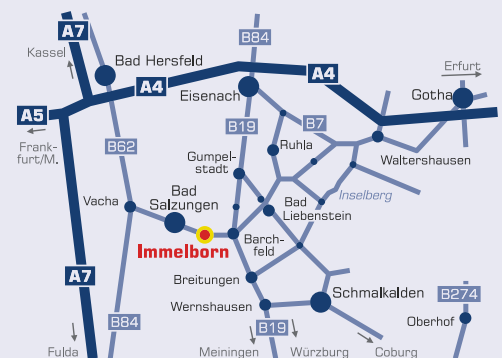 A7
B84
Kassel
Bad Hersfeld
A4
A4
Erfurt
Eisenach
Gotha
A5
B19
B7
Frank-
furt/M.
B62
Ruhla
Waltershausen
Gumpel-
stadt
Inselberg
Vacha
Bad
Salzungen
Bad
Liebenstein
Immelborn
Barch-
feld
A7
Breitungen
Schmalkalden
B274
Wernshausen
B84
B19
Oberhof
Fulda
Meiningen
Würzburg
Coburg